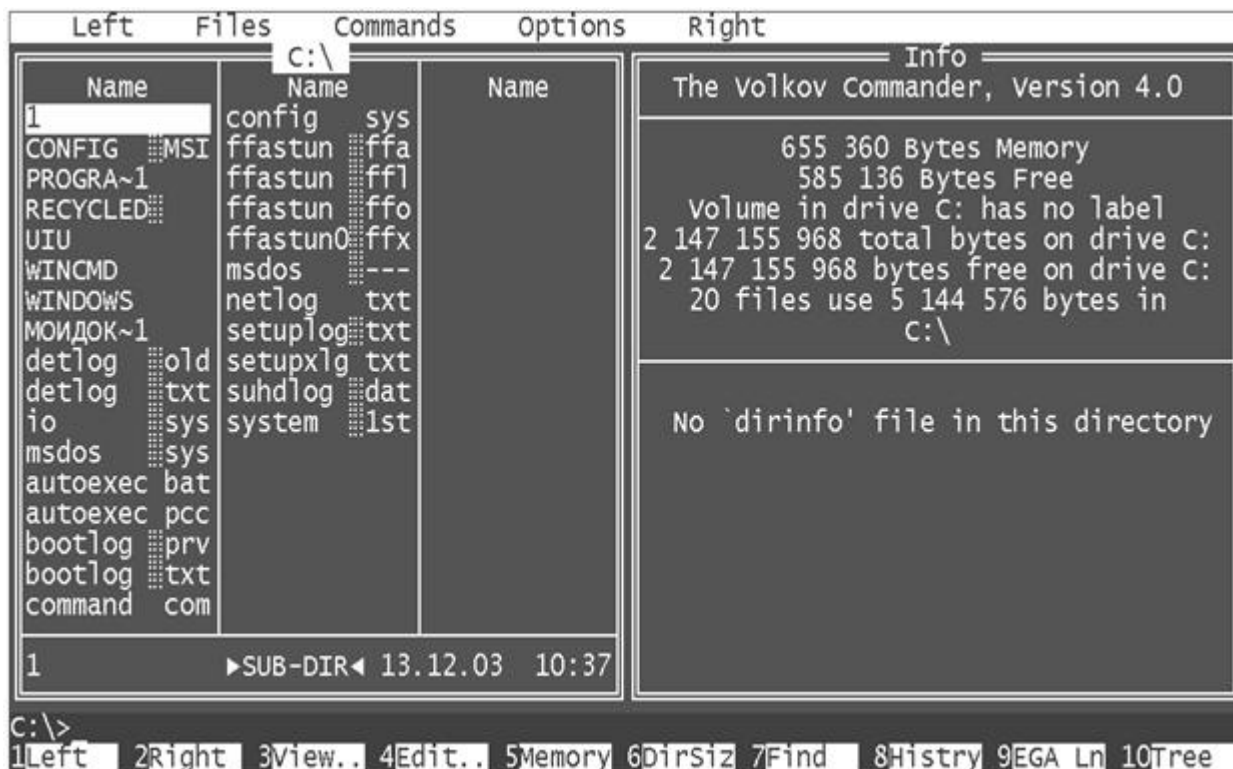 Left Files Commands Options Right
C:\
Name Name Name
1 config sys
CONFIG MSI ffastun ffa
PROGRA~1 ffastun ffl
RECYCLED ffastun ffo
UIU ffastun0 ffx
WINCMD msdos ---
WINDOWS netlog txt
МОИДОК~1 setuplog txt
detlog old setupxlg txt
detlog txt suhdlog dat
io sys system 1st
msdos sys
autoexec bat
autoexec pcc
bootlog prv
bootlog txt
command com
1 ►SUB-DIR◄ 13.12.03 10:37
Info
The Volkov Commander, Version 4.0
655 360 Bytes Memory
585 136 Bytes Free
Volume in drive C: has no label
2 147 155 968 total bytes on drive C:
2 147 155 968 bytes free on drive C:
20 files use 5 144 576 bytes in
C:\
No `dirinfo' file in this directory
C:\>_
1Left 2Right 3View.. 4Edit.. 5Memory 6DirSiz 7Find 8Histry 9EGA Ln 10Tree